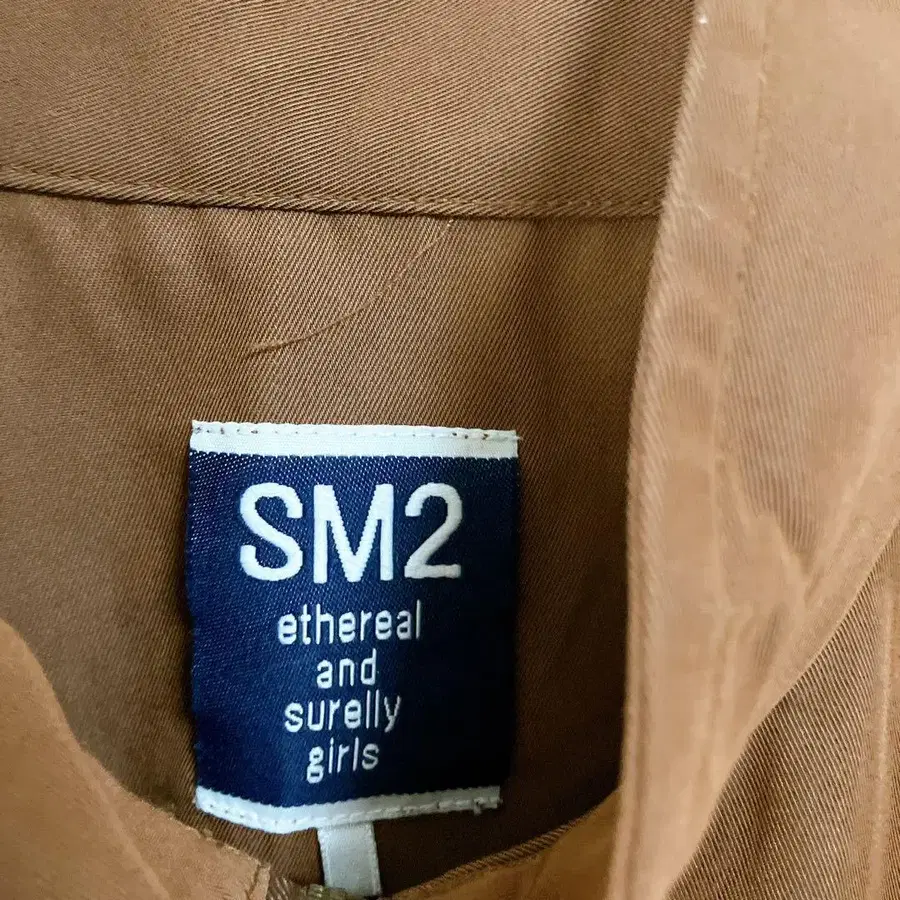 SM2
ethereal
and
surelly
girls